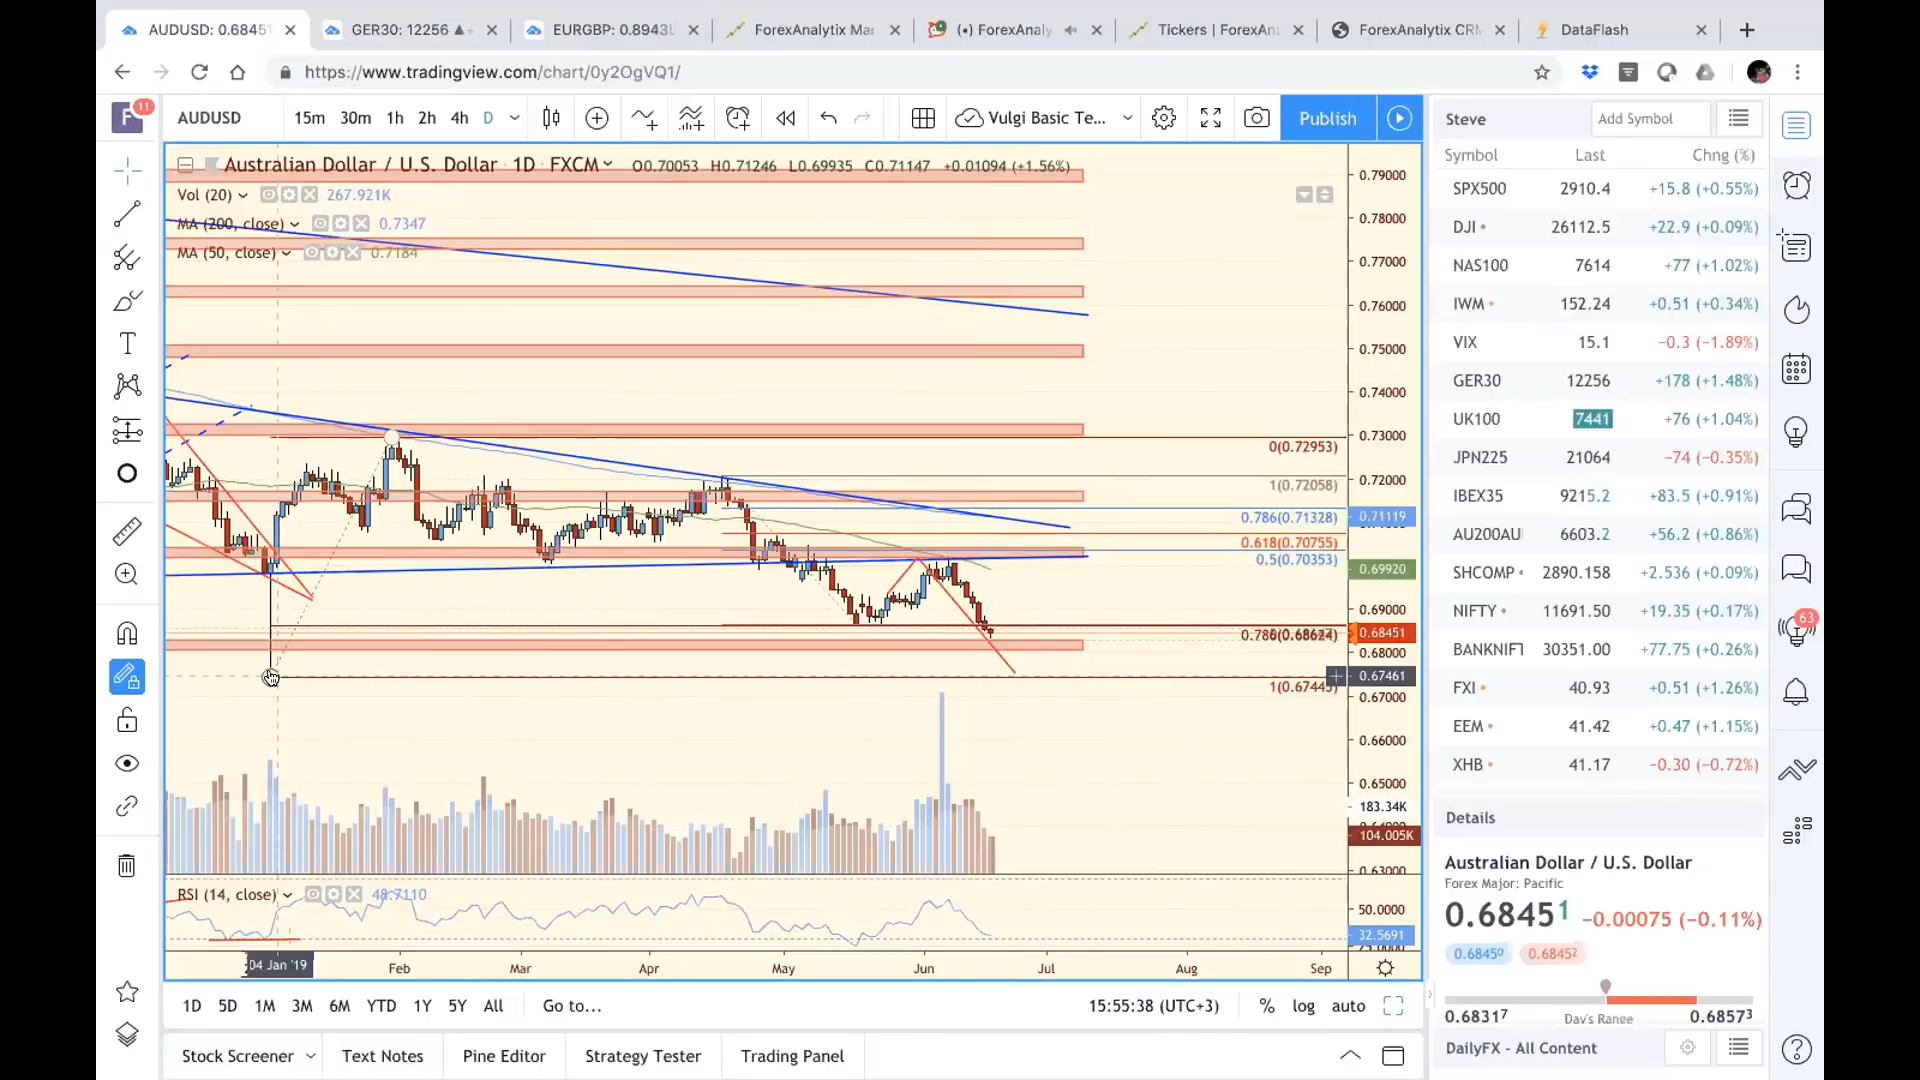 AUDUSD: 0.6845
GER30: 12256
EURGBP: 0.8943
ForexAnalytix Mar
(•) ForexAnaly
Tickers | ForexAna
ForexAnalytix CRM
DataFlash
https://www.tradingview.com/chart/0y2OgVQ1/
F 11
AUDUSD 15m 30m 1h 2h 4h D
Vulgi Basic Te...
Publish
Steve
Add Symbol
Australian Dollar / U.S. Dollar 1D FXCM O0.70053 H0.71246 L0.69935 C0.71147 +0.01094 (+1.56%)
Vol (20) 267.921K
MA (200, close) 0.7347
MA (50, close) 0.7184
0.79000
0.78000
0.77000
0.76000
0.75000
0.74000
0.73000
0(0.72953)
0.72000
1(0.72058)
0.786(0.71328) 0.71119
0.618(0.70755)
0.5(0.70353)
0.69920
0.69000
0.68451
0.68000
0.67461
0.67000
0.66000
0.65000
183.34K
104.005K
0.63000
RSI (14, close) 48.7110
50.0000
32.5691
25.0000
04 Jan '19 Feb Mar Apr May Jun Jul Aug Sep
1D 5D 1M 3M 6M YTD 1Y 5Y All Go to...
15:55:38 (UTC+3) % log auto
Stock Screener Text Notes Pine Editor Strategy Tester Trading Panel
Symbol Last Chng (%)
SPX500 2910.4 +15.8 (+0.55%)
DJI 26112.5 +22.9 (+0.09%)
NAS100 7614 +77 (+1.02%)
IWM 152.24 +0.51 (+0.34%)
VIX 15.1 −0.3 (−1.89%)
GER30 12256 +178 (+1.48%)
UK100 7441 +76 (+1.04%)
JPN225 21064 −74 (−0.35%)
IBEX35 9215.2 +83.5 (+0.91%)
AU200AU 6603.2 +56.2 (+0.86%)
SHCOMP 2890.158 +2.536 (+0.09%)
NIFTY 11691.50 +19.35 (+0.17%)
BANKNIFT 30351.00 +77.75 (+0.26%)
FXI 40.93 +0.51 (+1.26%)
EEM 41.42 +0.47 (+1.15%)
XHB 41.17 −0.30 (−0.72%)
63
Details
Australian Dollar / U.S. Dollar
Forex Major: Pacific
0.68451 −0.00075 (−0.11%)
0.68450 0.68452
0.68317 Day's Range 0.68573
DailyFX - All Content